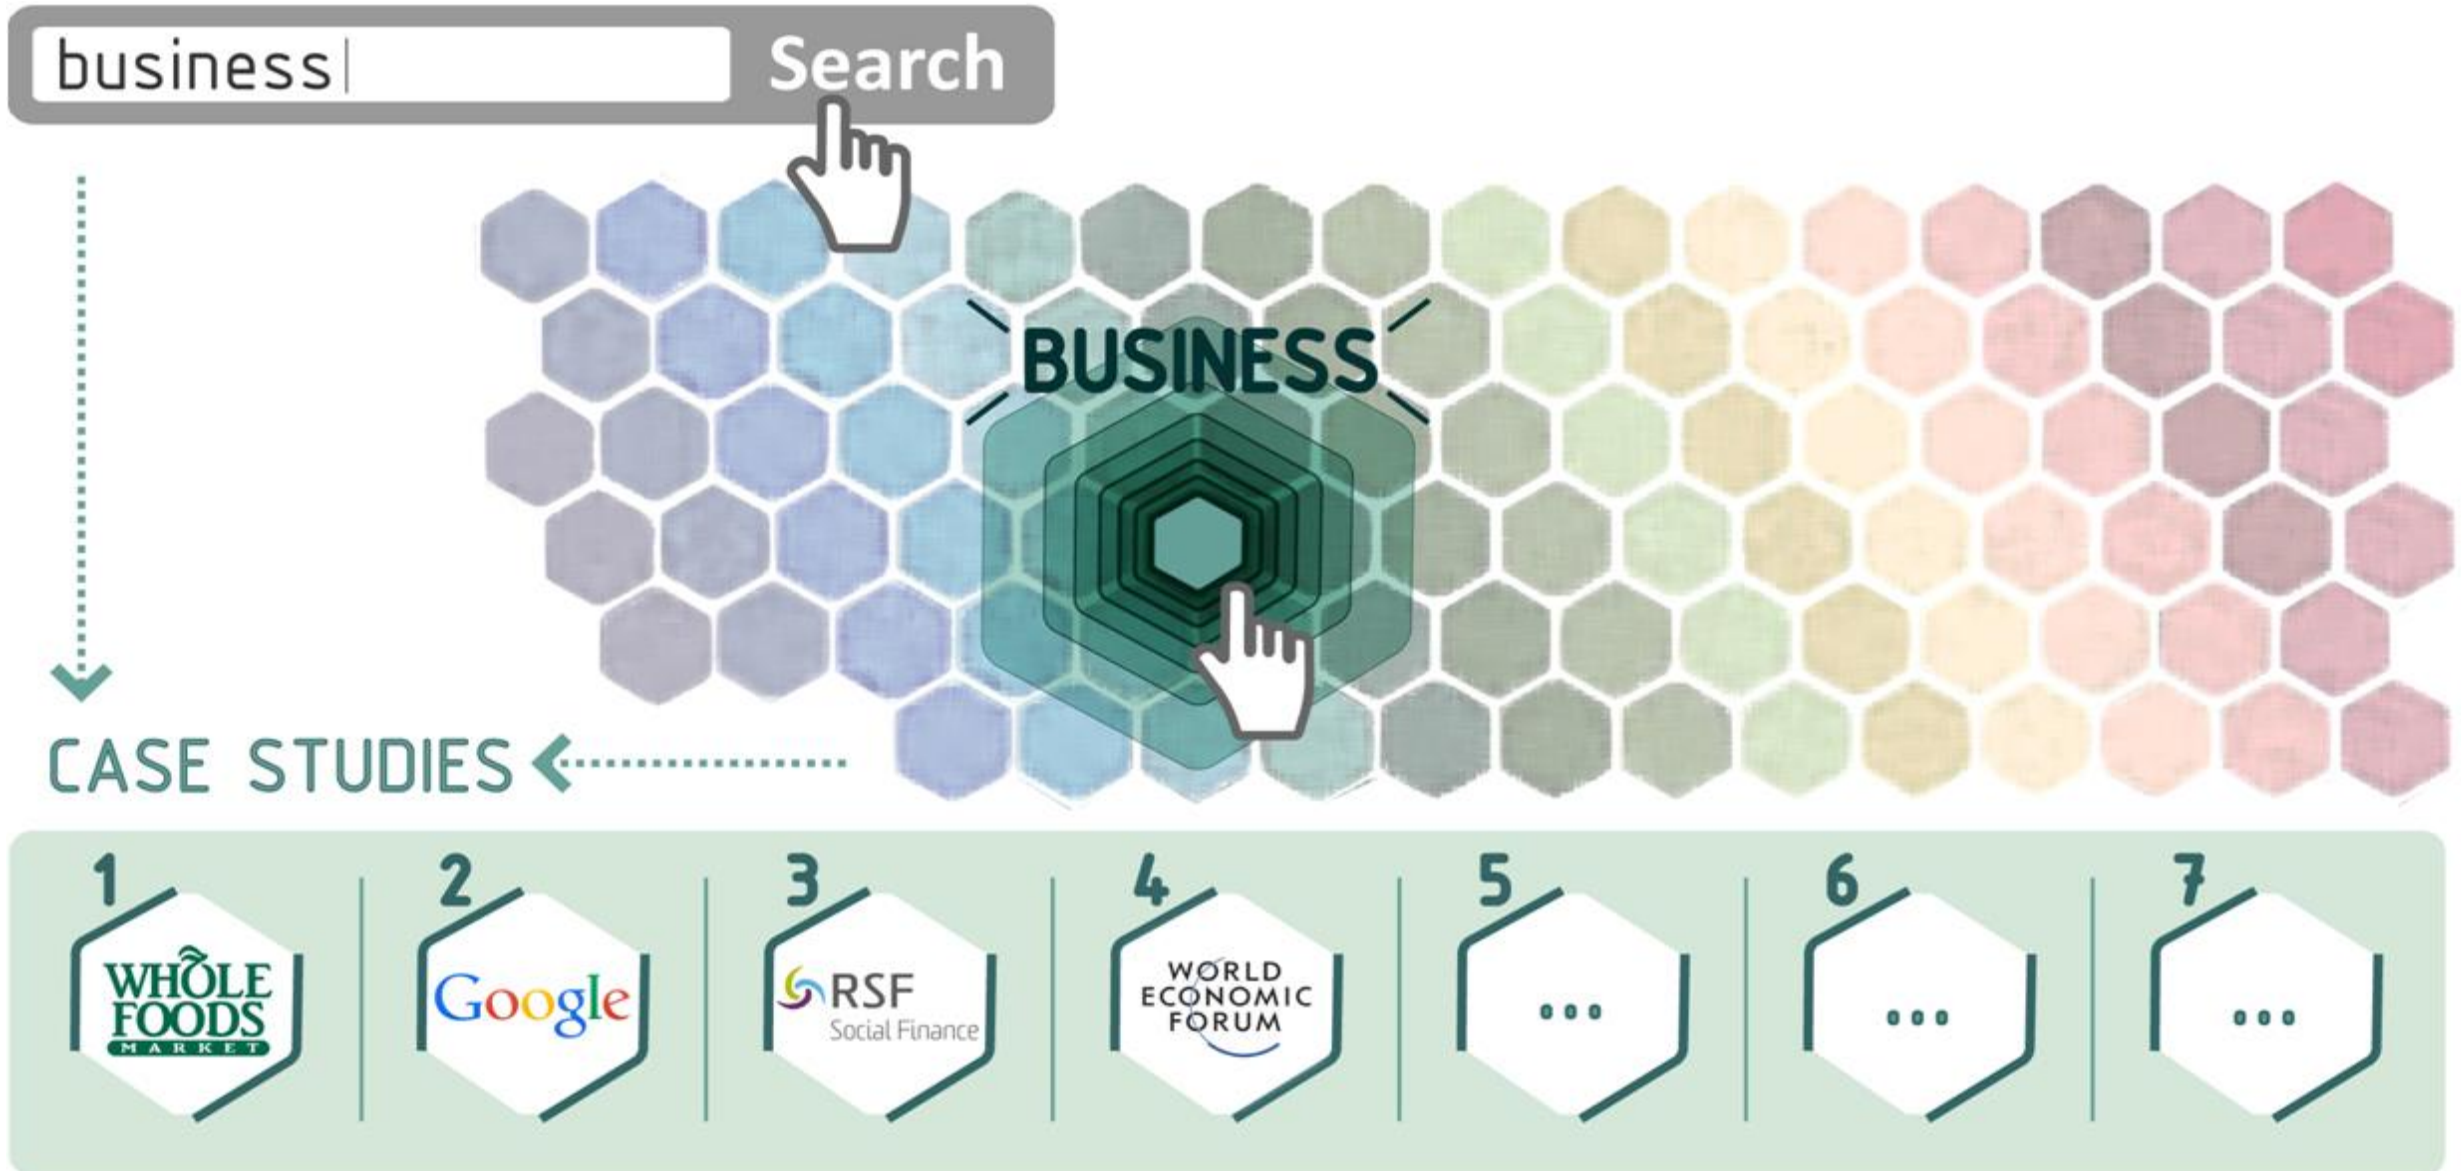 business
Search
BUSINESS
CASE STUDIES
1
2
3
4
5
6
7
WHOLE
FOODS
MARKET
Google
RSF
Social Finance
WORLD
ECONOMIC
FORUM
...
...
...